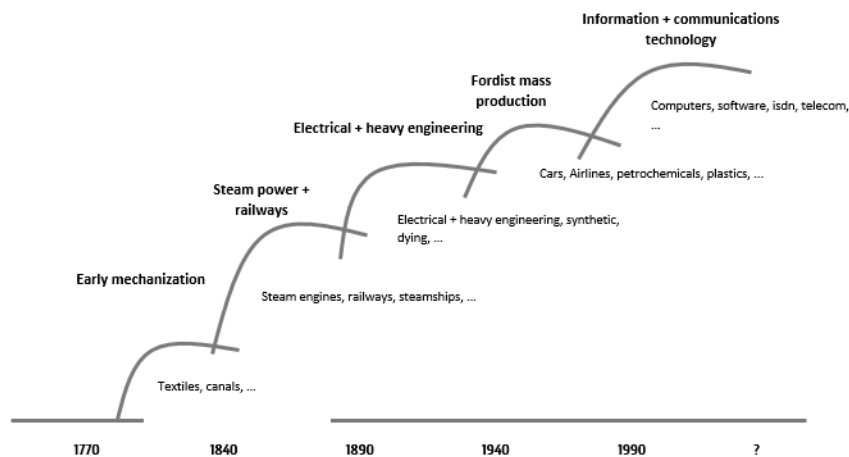 Information + communications
technology
Fordist mass
production
Computers, software, isdn, telecom,
...
Electrical + heavy engineering
Cars, Airlines, petrochemicals, plastics, ...
Steam power +
railways
Electrical + heavy engineering, synthetic,
dying, ...
Early mechanization
Steam engines, railways, steamships, ...
Textiles, canals, ...
1770 1840 1890 1940 1990 ?